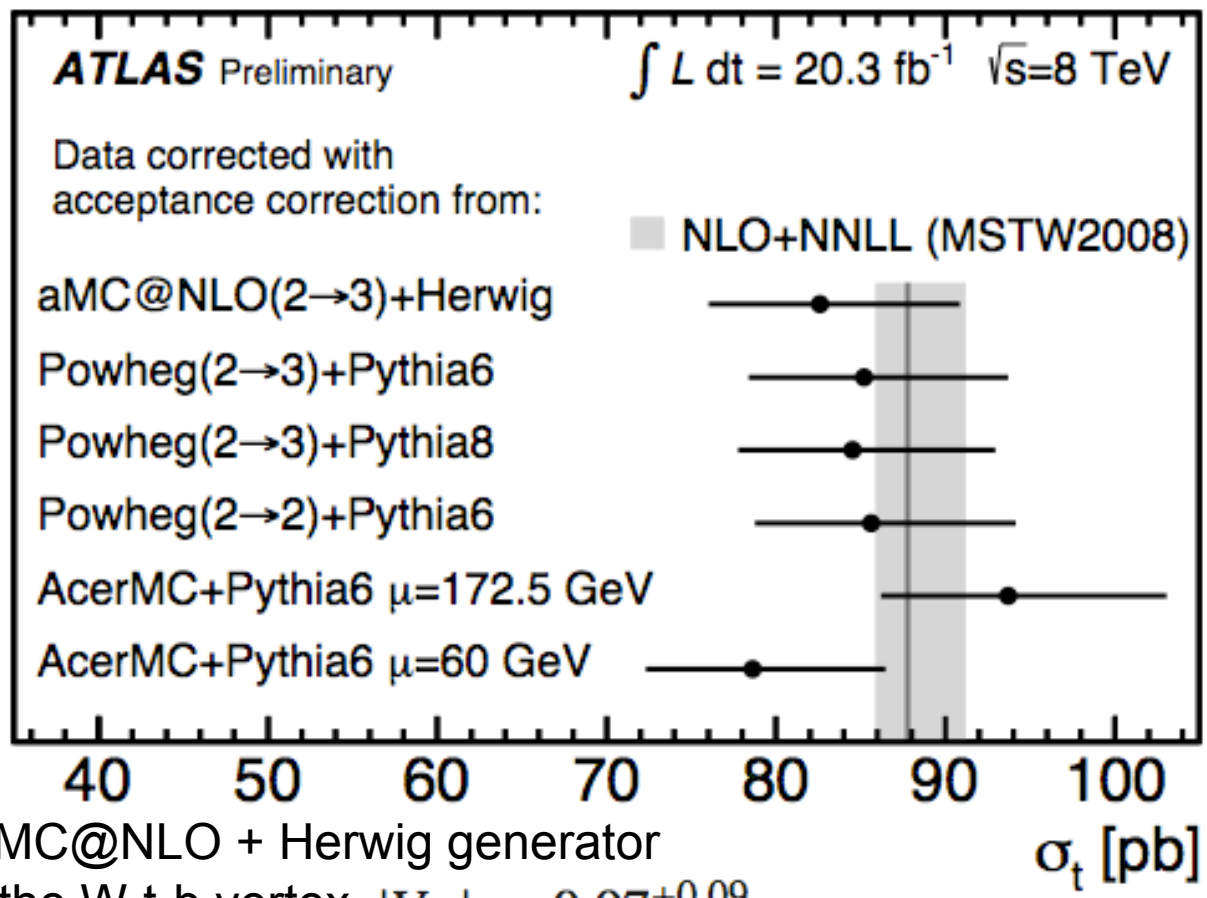 ATLAS Preliminary ∫ L dt = 20.3 fb⁻¹ √s=8 TeV
Data corrected with
acceptance correction from:
NLO+NNLL (MSTW2008)
aMC@NLO(2→3)+Herwig
Powheg(2→3)+Pythia6
Powheg(2→3)+Pythia8
Powheg(2→2)+Pythia6
AcerMC+Pythia6 μ=172.5 GeV
AcerMC+Pythia6 μ=60 GeV
40 50 60 70 80 90 100
σt [pb]
MC@NLO + Herwig generator
the W-t-b vertex